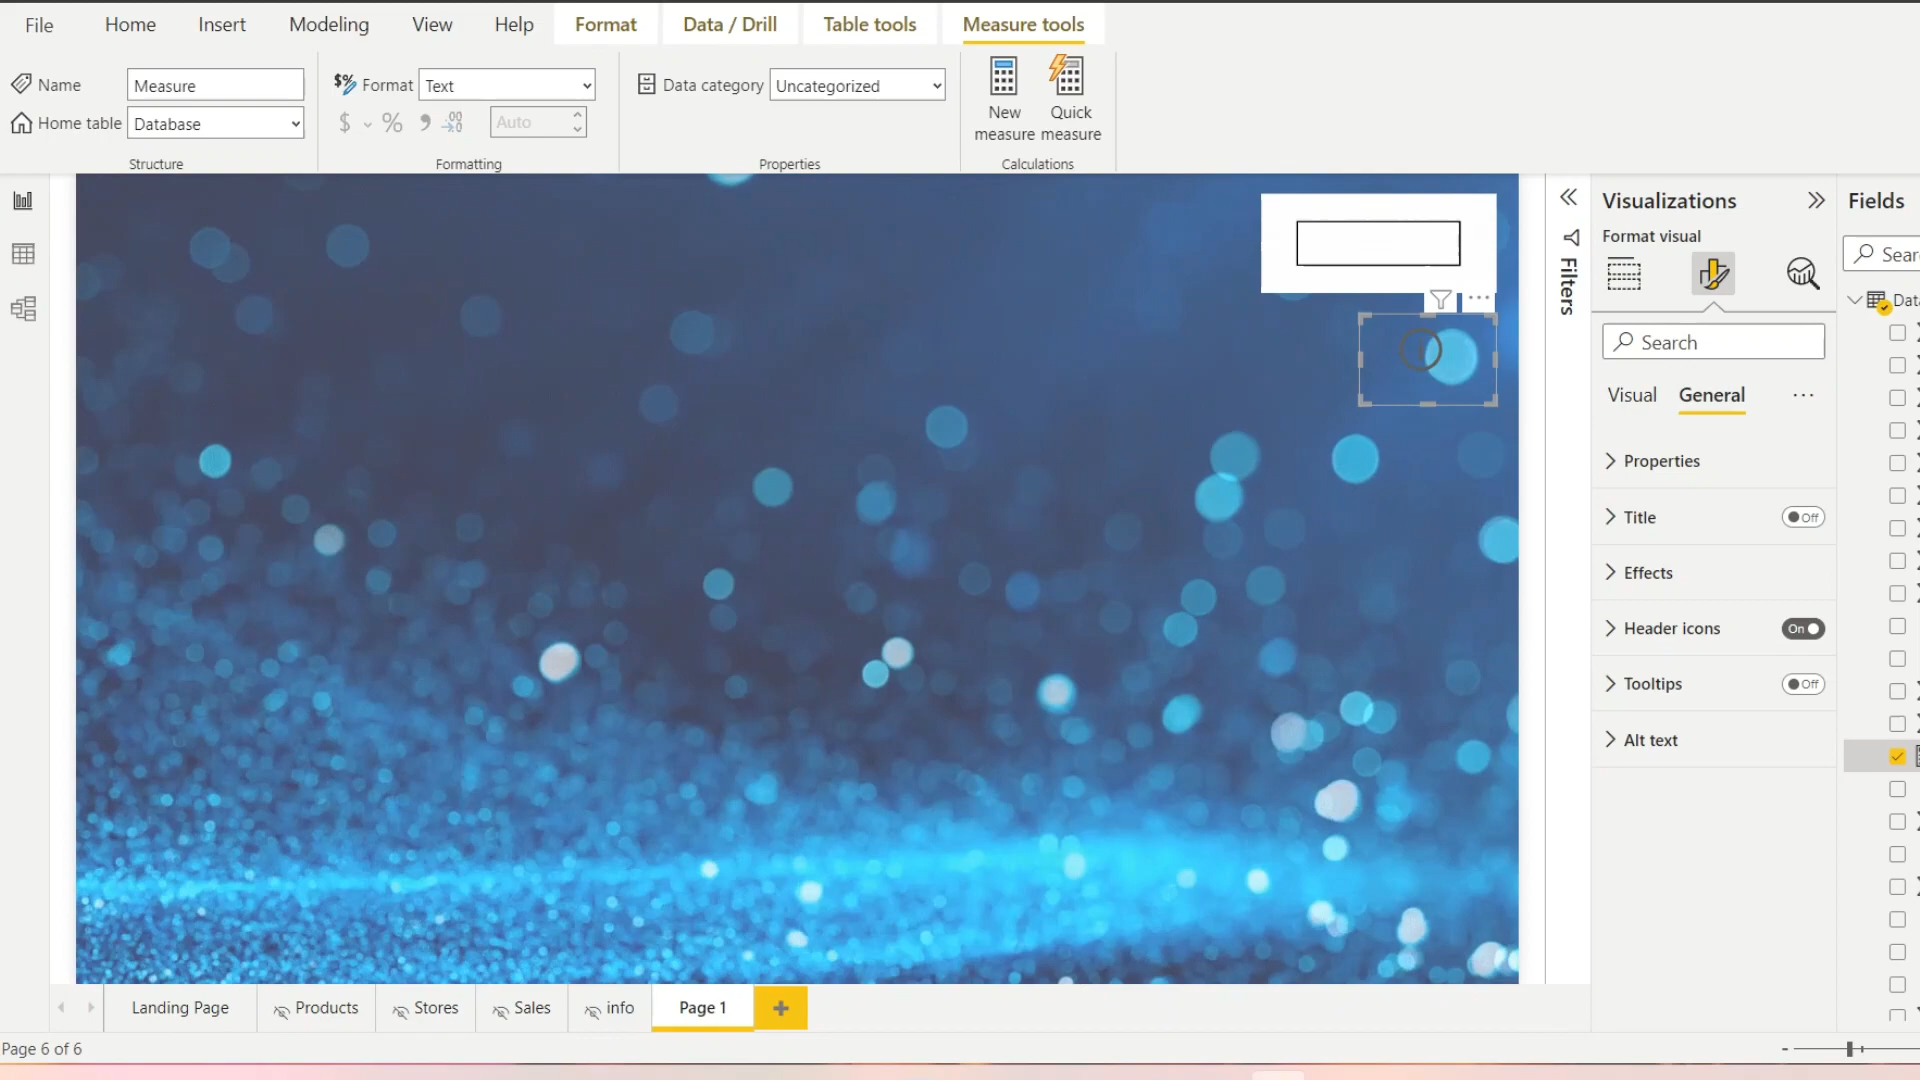 File Home Insert Modeling View Help Format Data / Drill Table tools Measure tools
Name Measure
Home table Database
Structure
$% Format Text
$ % 9 .00 →.0 Auto
Formatting
Data category Uncategorized
Properties
New measure
Quick measure
Calculations
Filters
Visualizations
Format visual
Search
Visual General ...
Properties
Title Off
Effects
Header icons On
Tooltips Off
Alt text
Fields
Landing Page Products Stores Sales info Page 1 +
Page 6 of 6